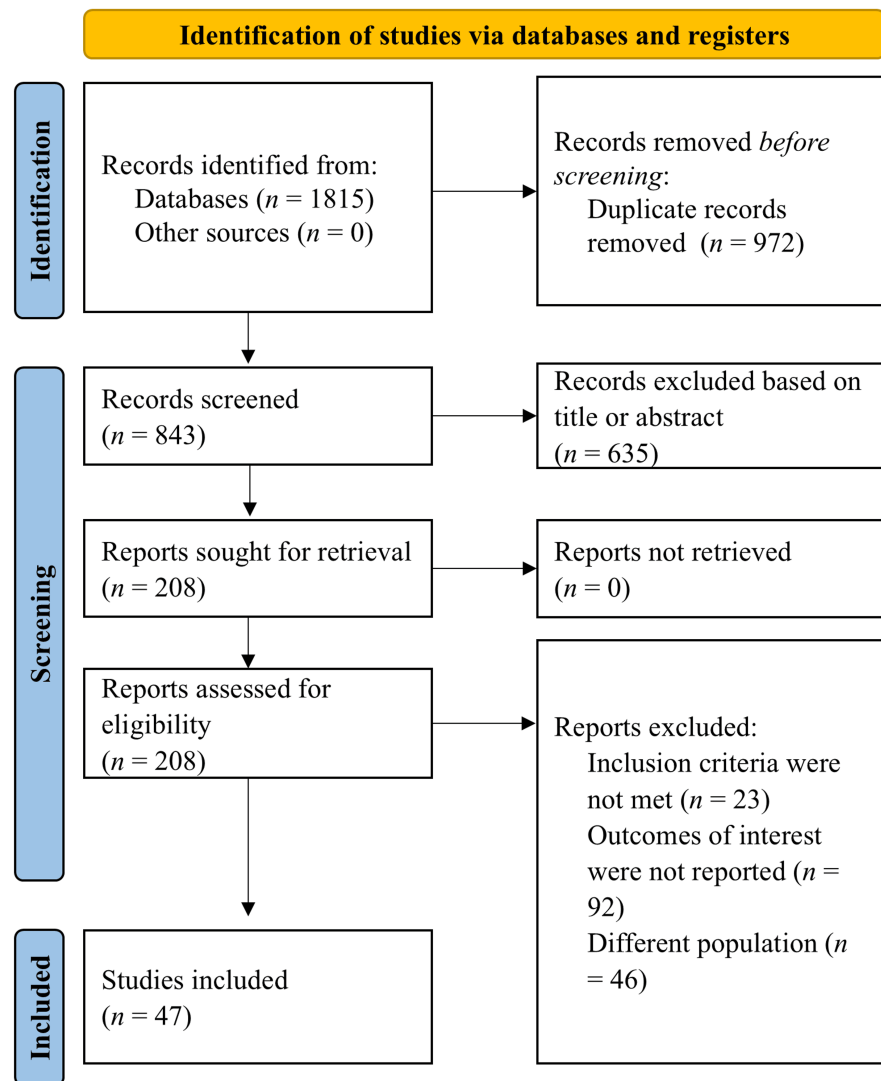 Identification of studies via databases and registers
Identification
Records identified from:
Databases (n = 1815)
Other sources (n = 0)
Records removed before
screening:
Duplicate records
removed  (n = 972)
Screening
Records screened
(n = 843)
Records excluded based on
title or abstract
(n = 635)
Reports sought for retrieval
(n = 208)
Reports not retrieved
(n = 0)
Reports assessed for
eligibility
(n = 208)
Reports excluded:
Inclusion criteria were
not met (n = 23)
Outcomes of interest
were not reported (n =
92)
Different population (n
= 46)
Included
Studies included
(n = 47)